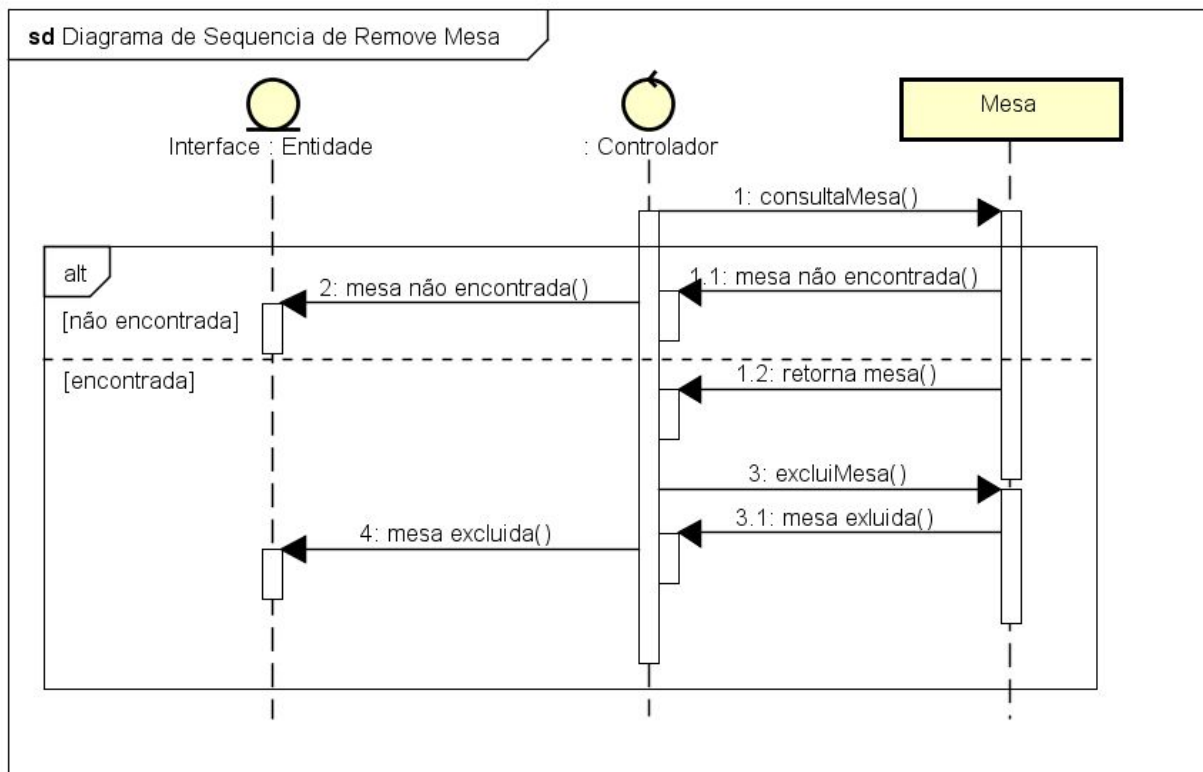 sd Diagrama de Sequencia de Remove Mesa
Interface : Entidade
: Controlador
Mesa
1: consultaMesa()
alt
1.1: mesa não encontrada()
2: mesa não encontrada()
[não encontrada]
[encontrada]
1.2: retorna mesa()
3: excluiMesa()
3.1: mesa exluida()
4: mesa excluida()